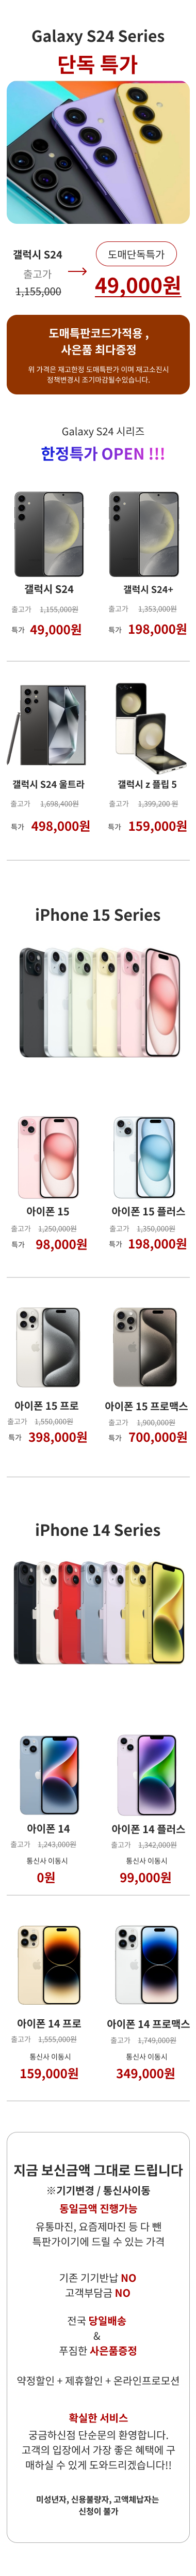 Galaxy S24 Series
단독 특가
갤럭시 S24
출고가
1,155,000
도매단독특가
49,000원
도매특판코드가적용 ,
사은품 최다증정
위 가격은 재고한정 도매특판가 이며 재고소진시
정책변경시 조기마감될수있습니다.
Galaxy S24 시리즈
한정특가 OPEN !!!
갤럭시 S24
출고가 1,155,000원
특가 49,000원
갤럭시 S24+
출고가 1,353,000원
특가 198,000원
갤럭시 S24 울트라
출고가 1,698,400원
특가 498,000원
갤럭시 z 플립 5
출고가 1,399,200 원
특가 159,000원
iPhone 15 Series
아이폰 15
출고가 1,250,000원
특가 98,000원
아이폰 15 플러스
출고가 1,350,000원
특가 198,000원
아이폰 15 프로
출고가 1,550,000원
특가 398,000원
아이폰 15 프로맥스
출고가 1,900,000원
특가 700,000원
iPhone 14 Series
아이폰 14
출고가 1,243,000원
통신사 이동시
0원
아이폰 14 플러스
출고가 1,342,000원
통신사 이동시
99,000원
아이폰 14 프로
출고가 1,555,000원
통신사 이동시
159,000원
아이폰 14 프로맥스
출고가 1,749,000원
통신사 이동시
349,000원
지금 보신금액 그대로 드립니다
※기기변경 / 통신사이동
동일금액 진행가능
유통마진, 요즘제마진 등 다 뺀
특판가이기에 드릴 수 있는 가격
기존 기기반납 NO
고객부담금 NO
전국 당일배송
&
푸짐한 사은품증정
약정할인 + 제휴할인 + 온라인프로모션
확실한 서비스
궁금하신점 단순문의 환영합니다.
고객의 입장에서 가장 좋은 혜택에 구
매하실 수 있게 도와드리겠습니다!!
미성년자, 신용불량자, 고액체납자는
신청이 불가